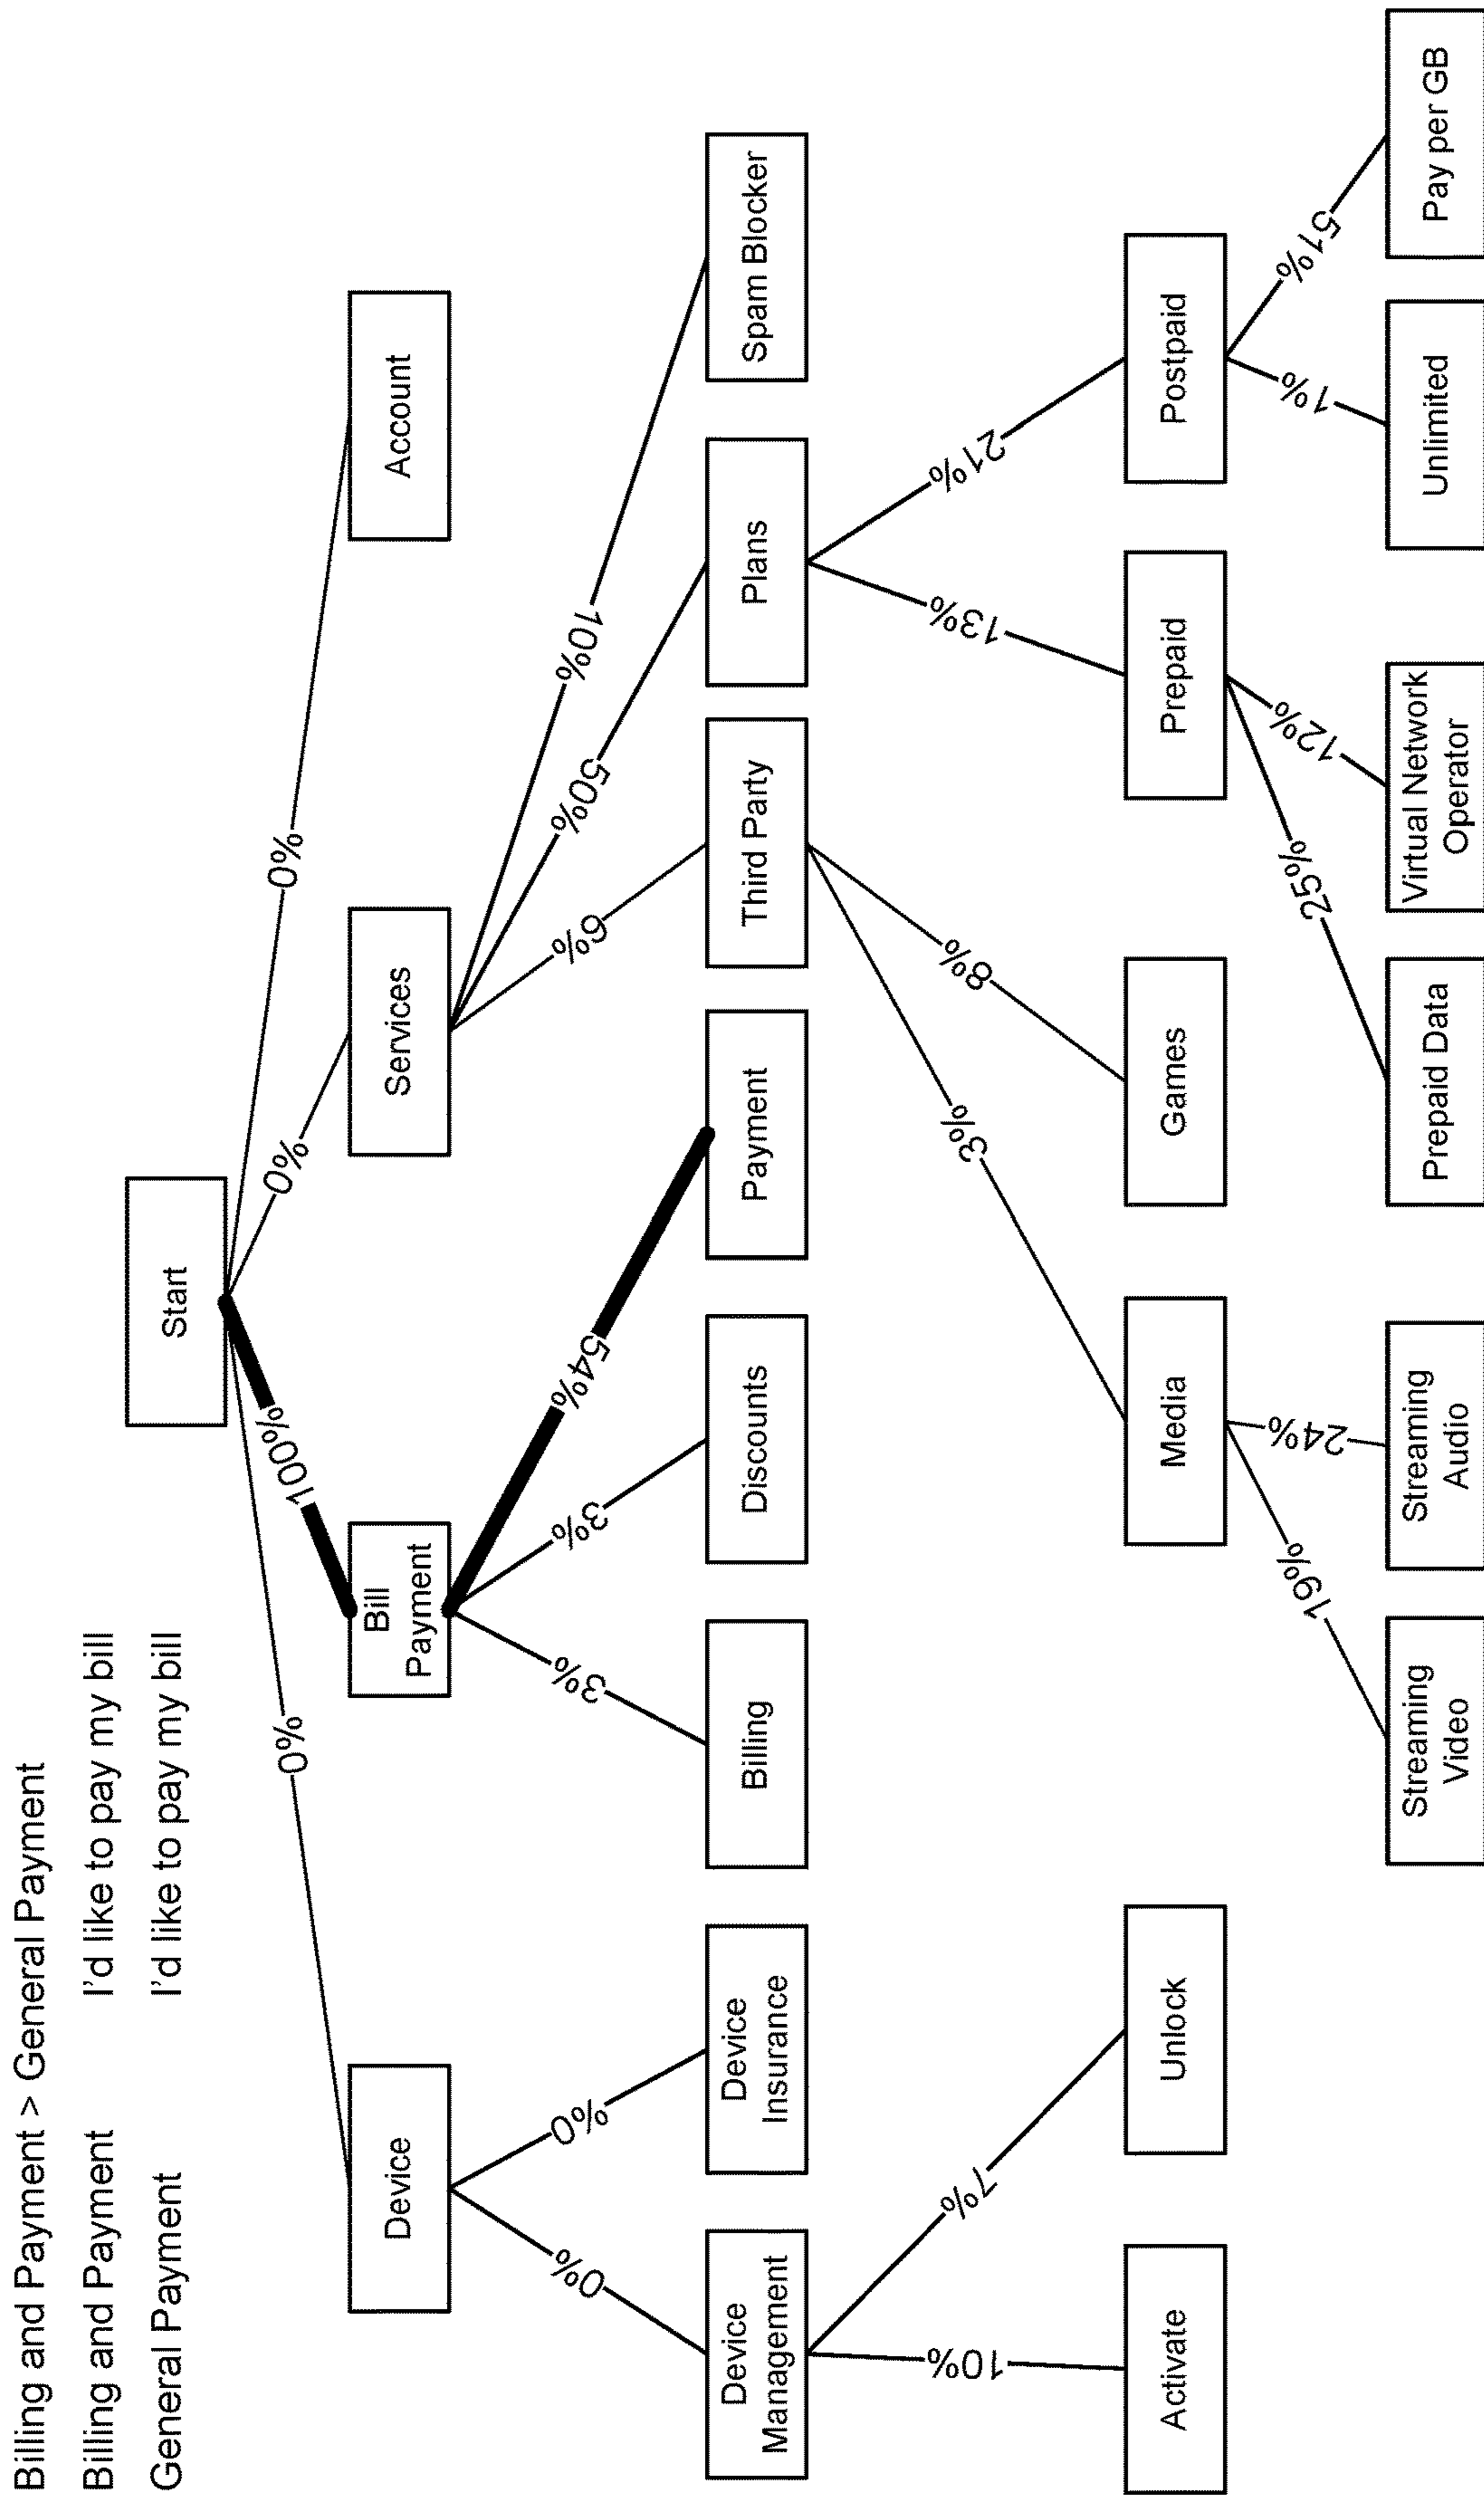 Billing and Payment > General Payment
Billing and Payment I'd like to pay my bill
General Payment I'd like to pay my bill
Start
0%
100%
0%
0%
Device
Bill
Payment
Services
Account
0%
0%
3%
3%
54%
6%
50%
10%
Device
Management
Device
Insurance
Billing
Discounts
Payment
Third Party
Plans
Spam Blocker
10%
7%
3%
8%
13%
21%
Activate
Unlock
Media
Games
Prepaid
Postpaid
19%
24%
25%
12%
1%
51%
Streaming
Video
Streaming
Audio
Prepaid Data
Virtual Network
Operator
Unlimited
Pay per GB